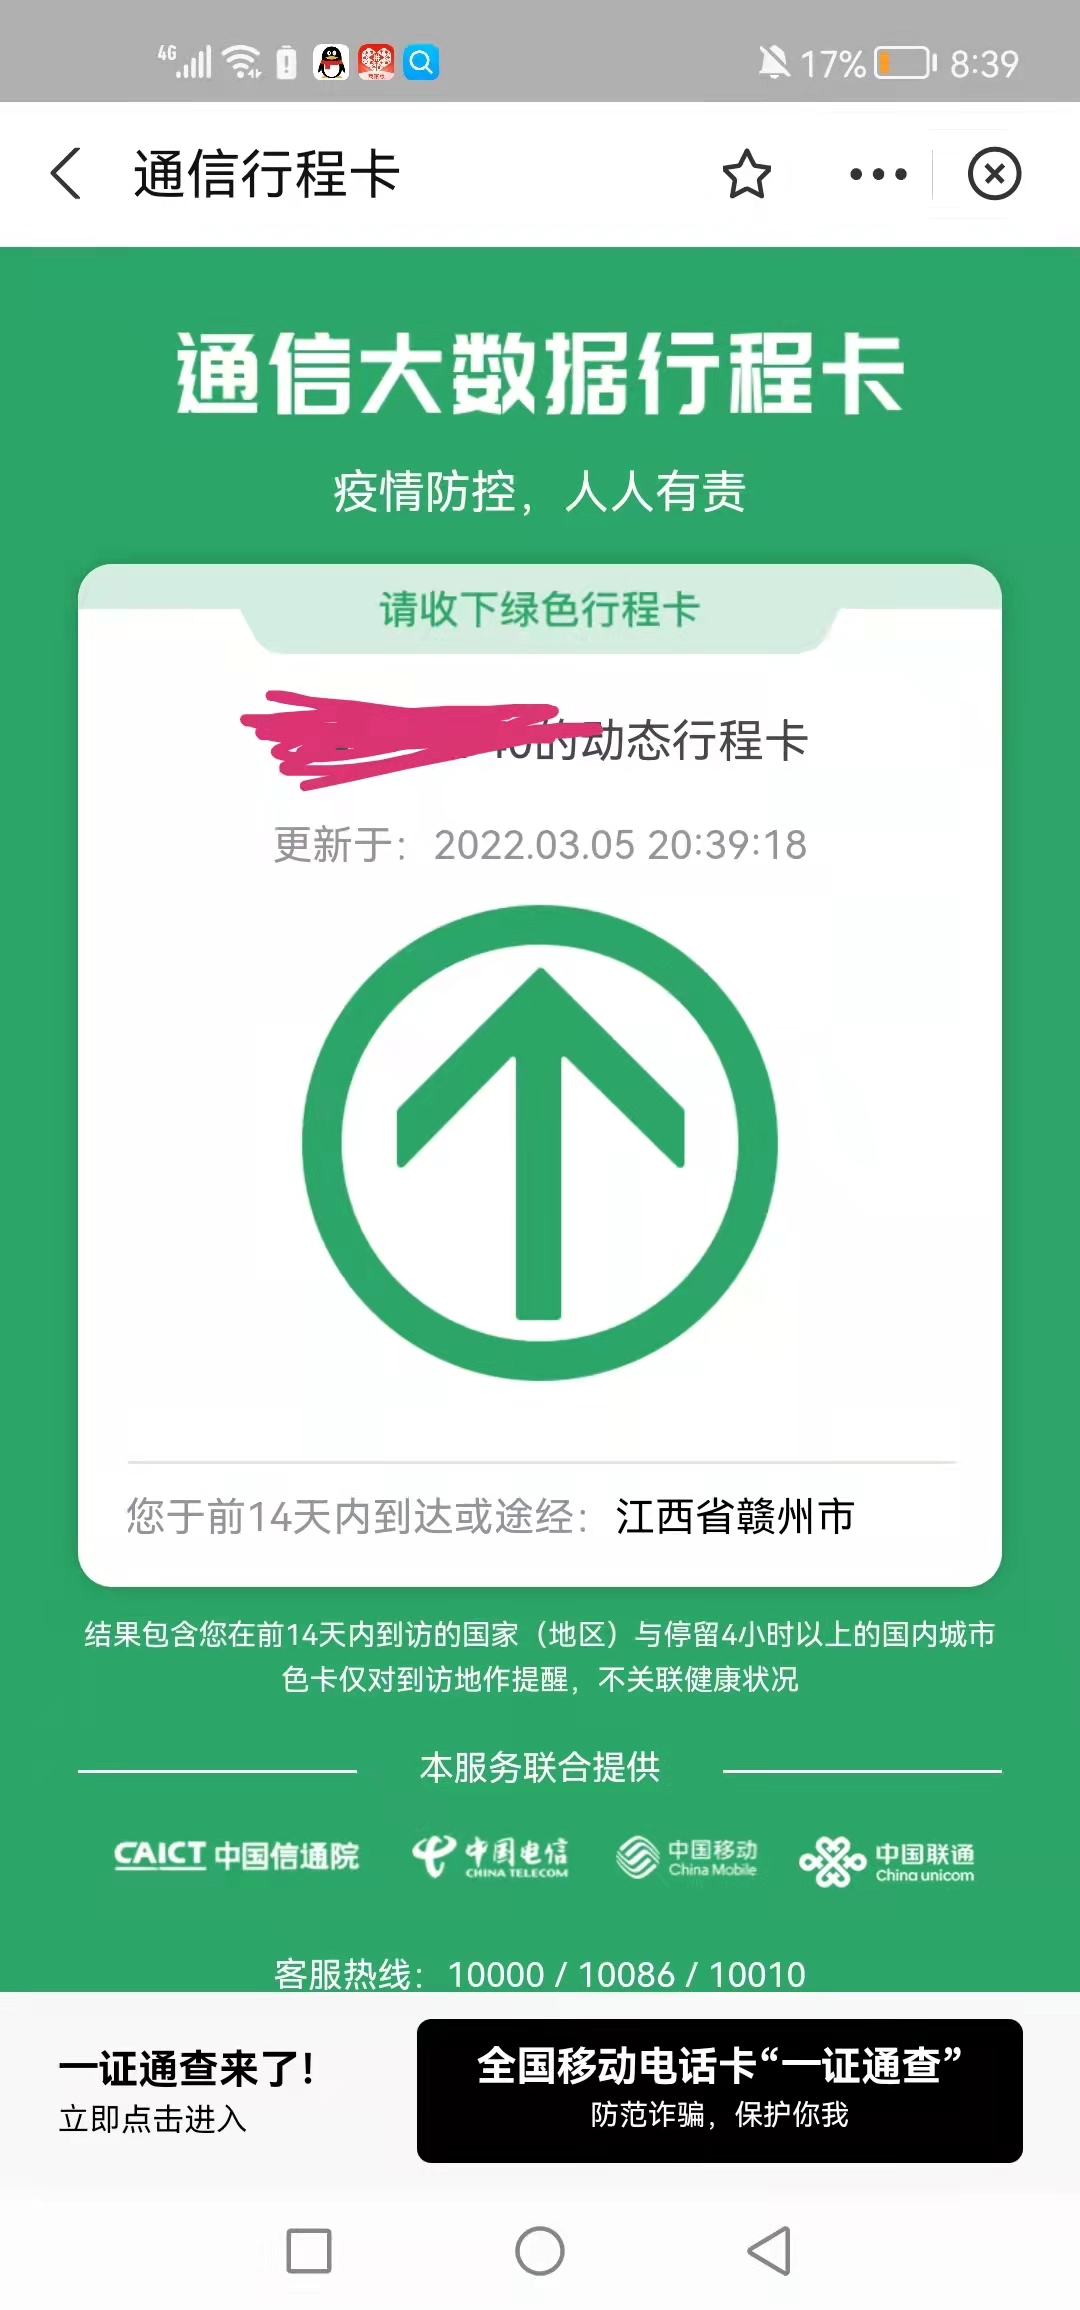 4G 17% 8:39
通信行程卡
通信大数据行程卡
疫情防控，人人有责
请收下绿色行程卡
的动态行程卡
更新于：2022.03.05 20:39:18
您于前14天内到达或途经：江西省赣州市
结果包含您在前14天内到访的国家（地区）与停留4小时以上的国内城市
色卡仅对到访地作提醒，不关联健康状况
本服务联合提供
CAICT 中国信通院 中国电信 CHINA TELECOM 中国移动 China Mobile 中国联通 China unicom
客服热线：10000 / 10086 / 10010
一证通查来了!
立即点击进入
全国移动电话卡“一证通查”
防范诈骗，保护你我